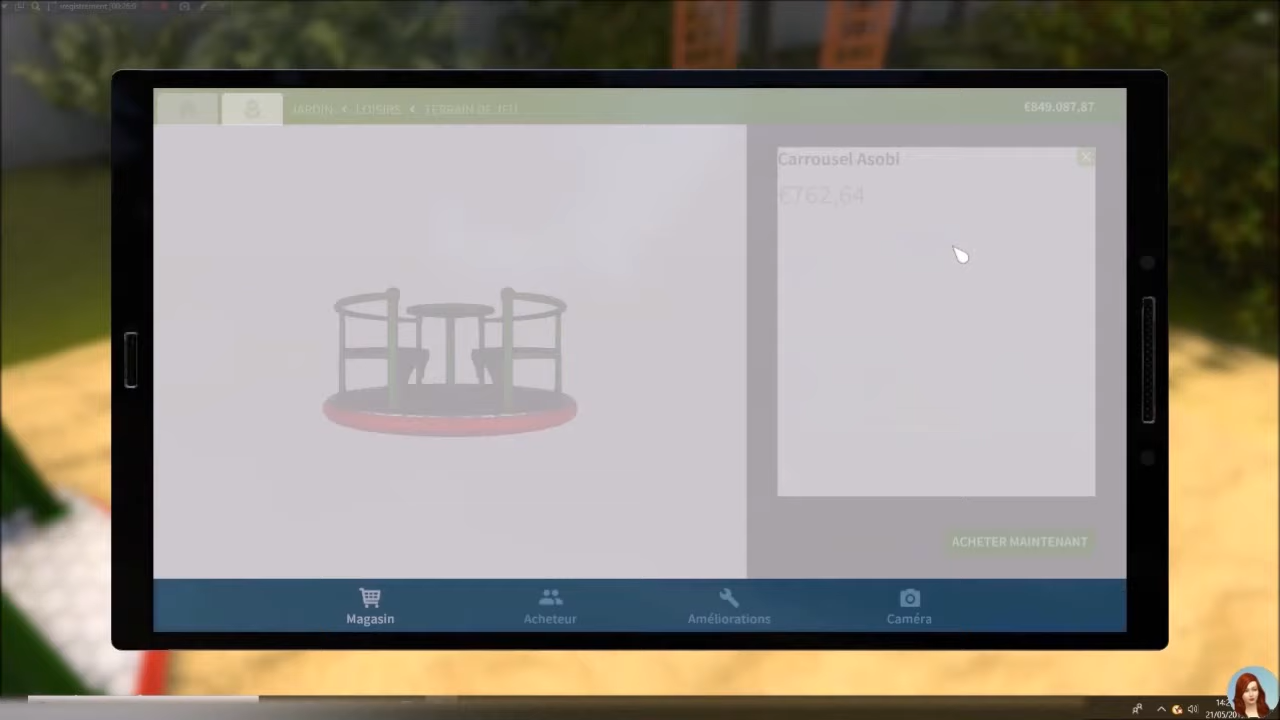 JARDIN < LOISIRS < TERRAIN DE JEU
€849.087,87
Carrousel Asobi
€762,64
ACHETER MAINTENANT
Magasin
Acheteur
Améliorations
Caméra